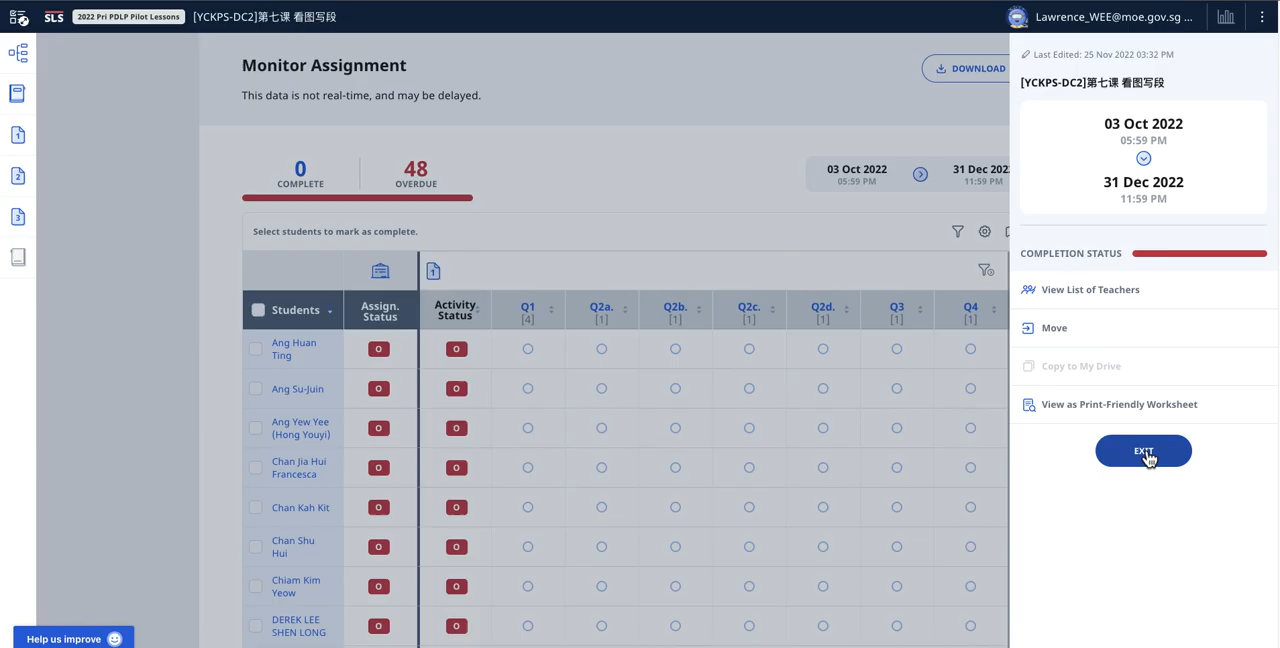 SLS 2022 Pri PDLP Pilot Lessons [YCKPS-DC2]第七课 看图写段 Lawrence_WEE@moe.gov.sg ...
Monitor Assignment
DOWNLOAD
This data is not real-time, and may be delayed.
0 48
COMPLETE OVERDUE
03 Oct 2022
05:59 PM
31 Dec 202
11:59 PM
Select students to mark as complete.
1
Students Assign. Status Activity Status Q1 [4] Q2a. [1] Q2b. [1] Q2c. [1] Q2d. [1] Q3 [1] Q4 [1]
Ang Huan
Ting
O O
Ang Su-Juin O O
Ang Yew Yee
(Hong Youyi)
O O
Chan Jia Hui
Francesca
O O
Chan Kah Kit O O
Chan Shu
Hui
O O
Chiam Kim
Yeow
O O
DEREK LEE
SHEN LONG
O O
1
2
3
Help us improve
Last Edited: 25 Nov 2022 03:32 PM
[YCKPS-DC2]第七课 看图写段
03 Oct 2022
05:59 PM
31 Dec 2022
11:59 PM
COMPLETION STATUS
View List of Teachers
Move
Copy to My Drive
View as Print-Friendly Worksheet
EXIT